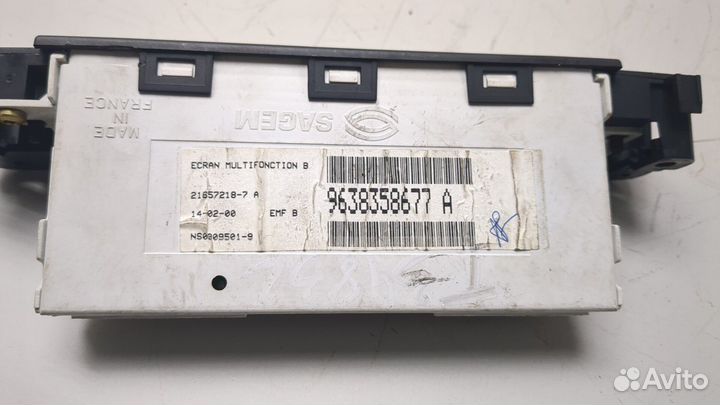 MADE
IN
FRANCE
SAGEM
ECRAN MULTIFONCTION B
21657218-7 A
14-02-00
EMF B
9638358677 A
NS0009501-9
Avito